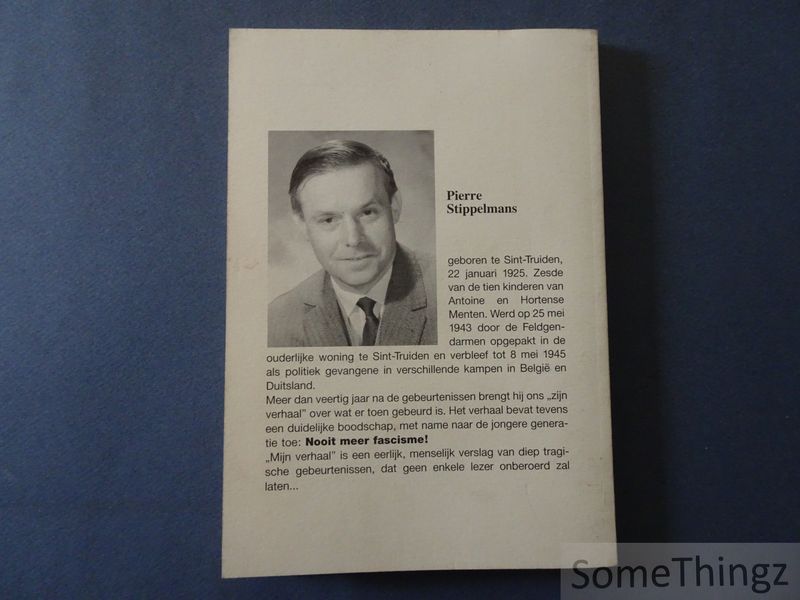 Pierre
Stippelmans
geboren te Sint-Truiden,
22 januari 1925. Zesde
van de tien kinderen van
Antoine en Hortense
Menten. Werd op 25 mei
1943 door de Feldgen-
darmen opgepakt in de
ouderlijke woning te Sint-Truiden en verbleef tot 8 mei 1945
als politiek gevangene in verschillende kampen in België en
Duitsland.
Meer dan veertig jaar na de gebeurtenissen brengt hij ons „zijn
verhaal” over wat er toen gebeurd is. Het verhaal bevat tevens
een duidelijke boodschap, met name naar de jongere genera-
tie toe: Nooit meer fascisme!
„Mijn verhaal” is een eerlijk, menselijk verslag van diep tragi-
sche gebeurtenissen, dat geen enkele lezer onberoerd zal
laten...
SomeThingz